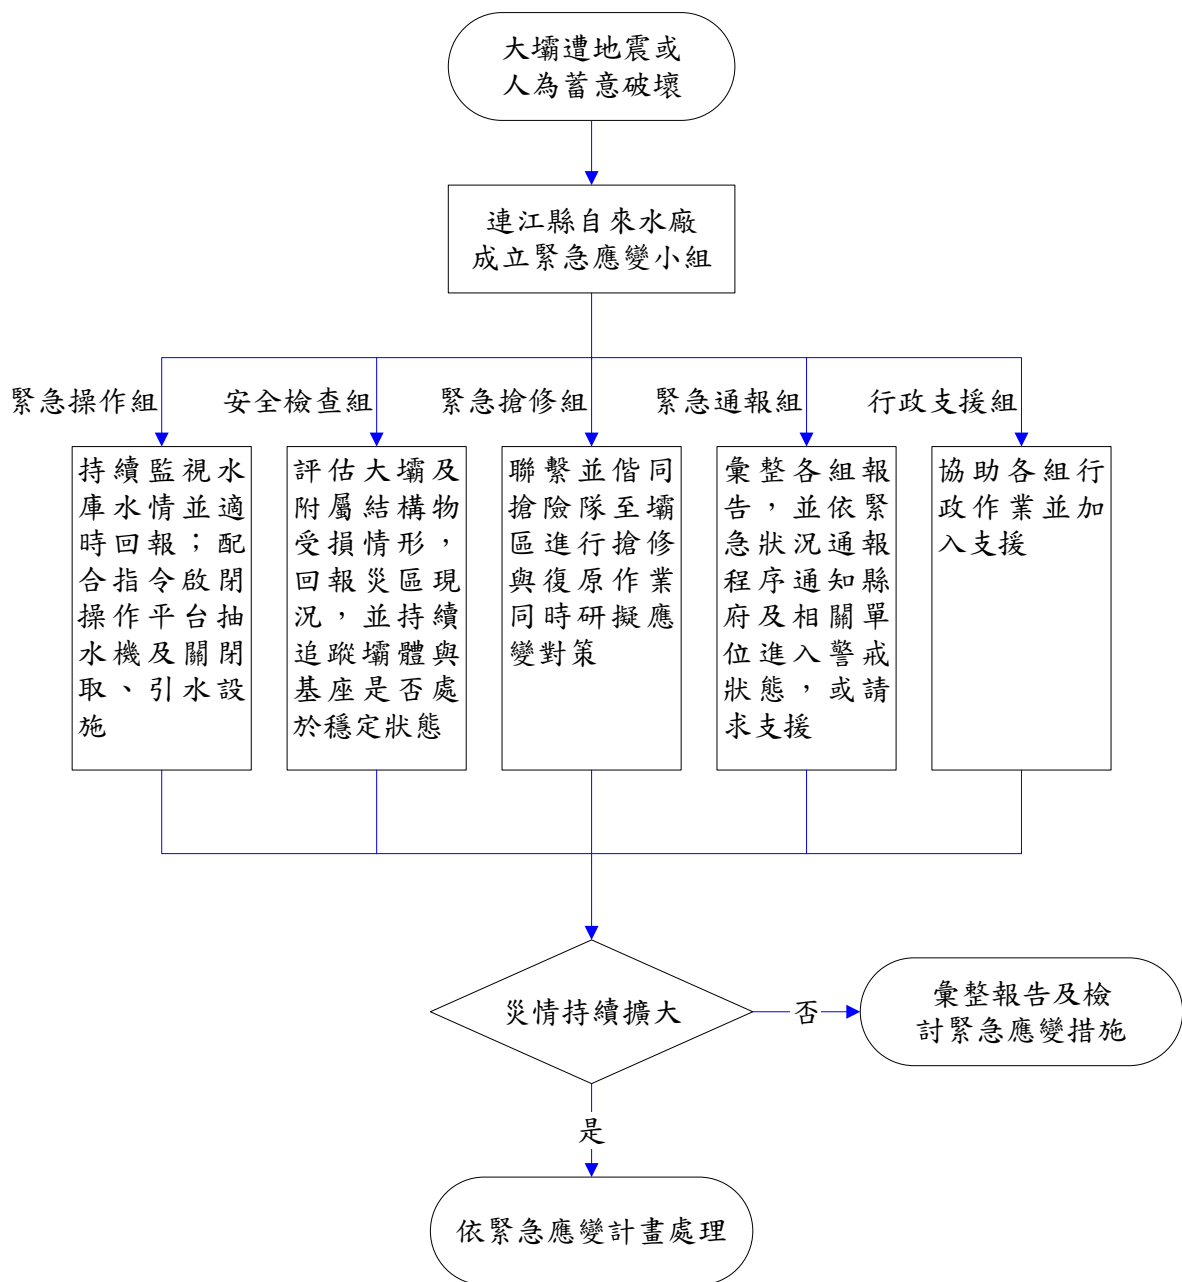 大壩遭地震或
人為蓄意破壞
連江縣自來水廠
成立緊急應變小組
緊急操作組
安全檢查組
緊急搶修組
緊急通報組
行政支援組
持續監視水
庫水情並適
時回報；配
合指令啟閉
操作平台抽
水機及關閉
取、引水設
施
評估大壩及
附屬結構物
受損情形，
回報災區現
況，並持續
追蹤壩體與
基座是否處
於穩定狀態
聯繫並偕同
搶險隊至壩
區進行搶修
與復原作業
同時研擬應
變對策
彙整各組報
告，並依緊
急狀況通報
程序通知縣
府及相關單
位進入警戒
狀態，或請
求支援
協助各組行
政作業並加
入支援
災情持續擴大
否
彙整報告及檢
討緊急應變措施
是
依緊急應變計畫處理